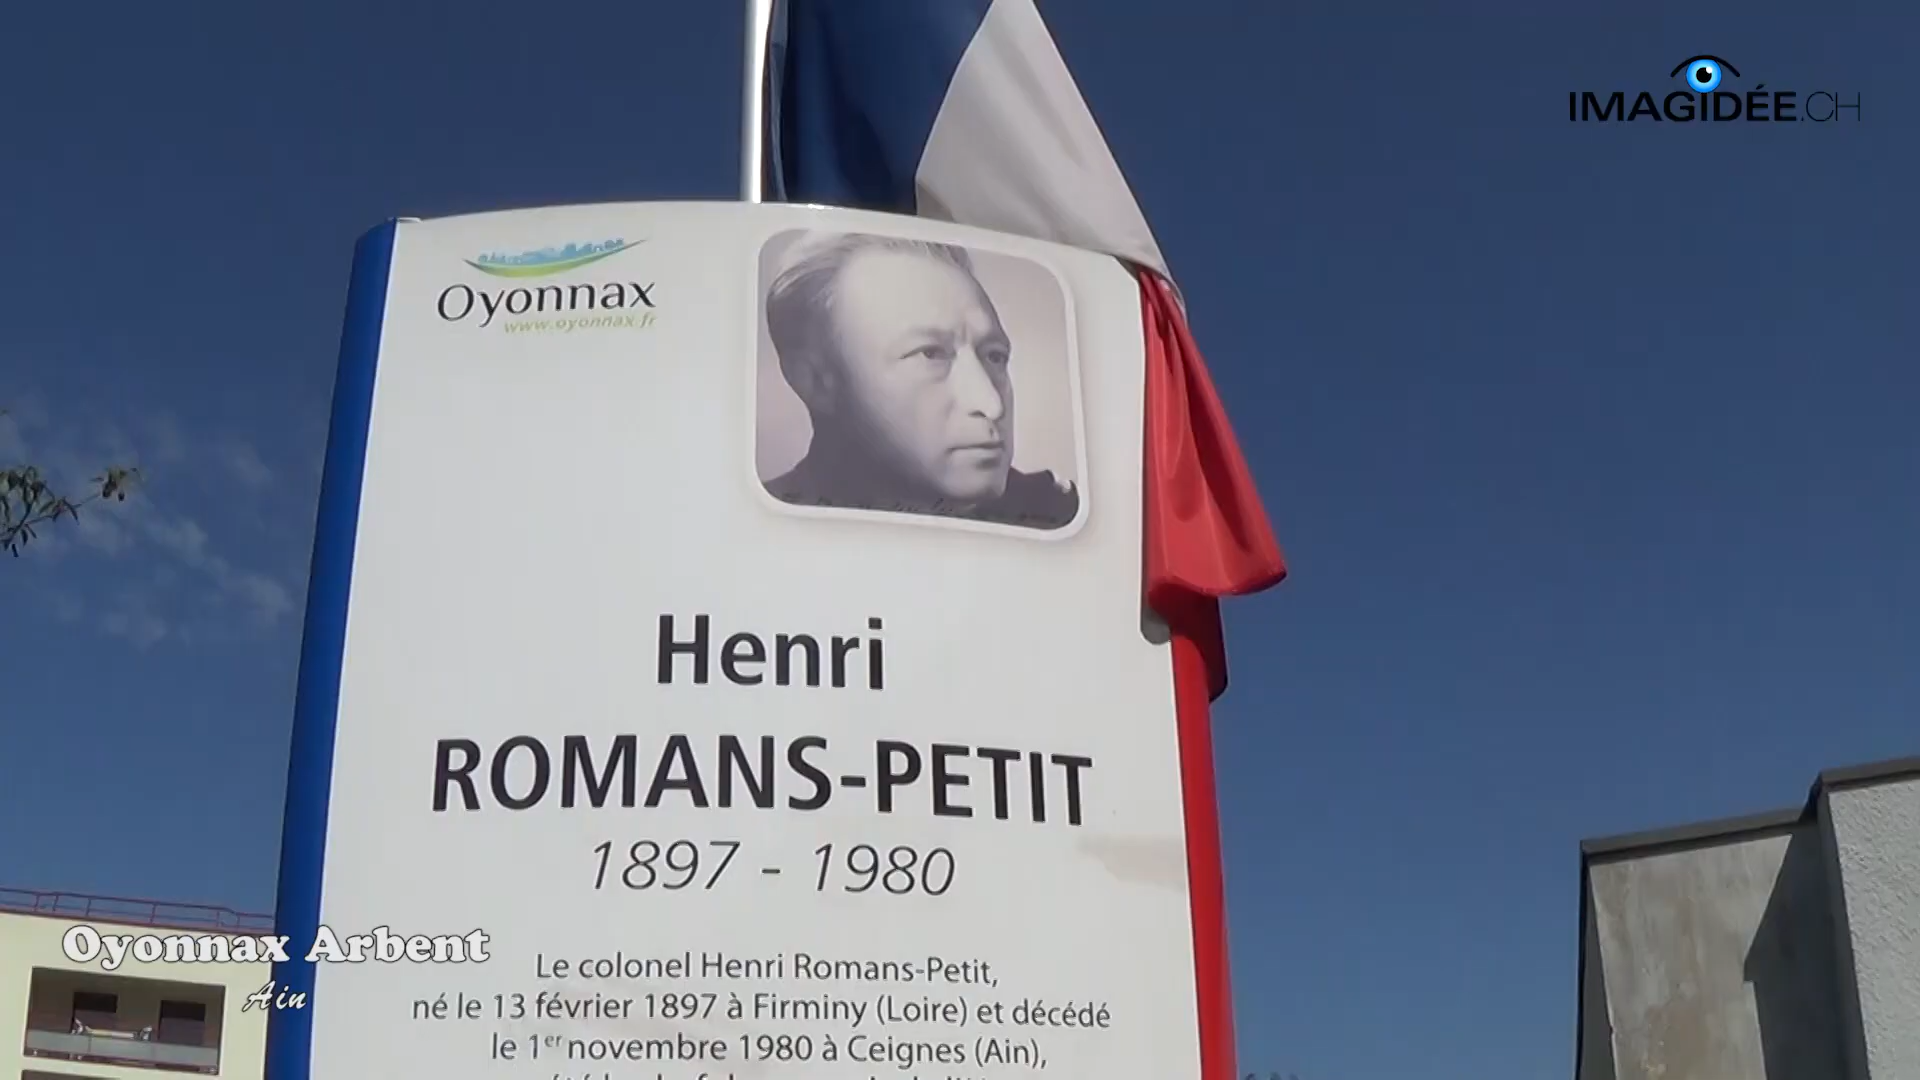 IMAGIDÉE.CH
Oyonnax
www.oyonnax.fr
Henri
ROMANS-PETIT
1897 - 1980
Le colonel Henri Romans-Petit,
né le 13 février 1897 à Firminy (Loire) et décédé
le 1er novembre 1980 à Ceignes (Ain),
Oyonnax Arbent
Ain